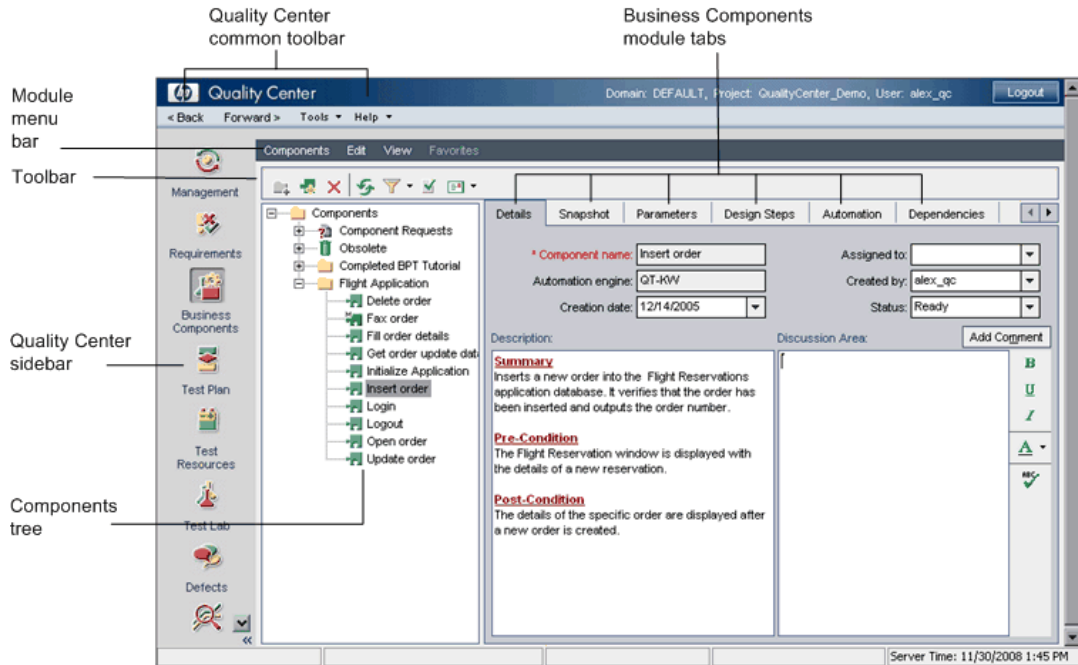 Quality Center
common toolbar
Business Components
module tabs
Module
menu
bar
Toolbar
Quality Center
sidebar
Components
tree
hp Quality Center
Domain: DEFAULT, Project: QualityCenter_Demo, User: alex_qc
Logout
< Back Forward > Tools Help
Components Edit View Favorites
Management
Requirements
Business
Components
Test Plan
Test
Resources
Test Lab
Defects
Components
Component Requests
Obsolete
Completed BPT Tutorial
Flight Application
Delete order
Fax order
Fill order details
Get order update dat
Initialize Application
Insert order
Login
Logout
Open order
Update order
Details Snapshot Parameters Design Steps Automation Dependencies
* Component name: Insert order
Assigned to:
Automation engine: QT-KW
Created by: alex_qc
Creation date: 12/14/2005
Status: Ready
Description:
Discussion Area:
Add Comment
Summary
Inserts a new order into the Flight Reservations
application database. It verifies that the order has
been inserted and outputs the order number.
Pre-Condition
The Flight Reservation window is displayed with
the details of a new reservation.
Post-Condition
The details of the specific order are displayed after
a new order is created.
B
U
I
A
ABC
Server Time: 11/30/2008 1:45 PM